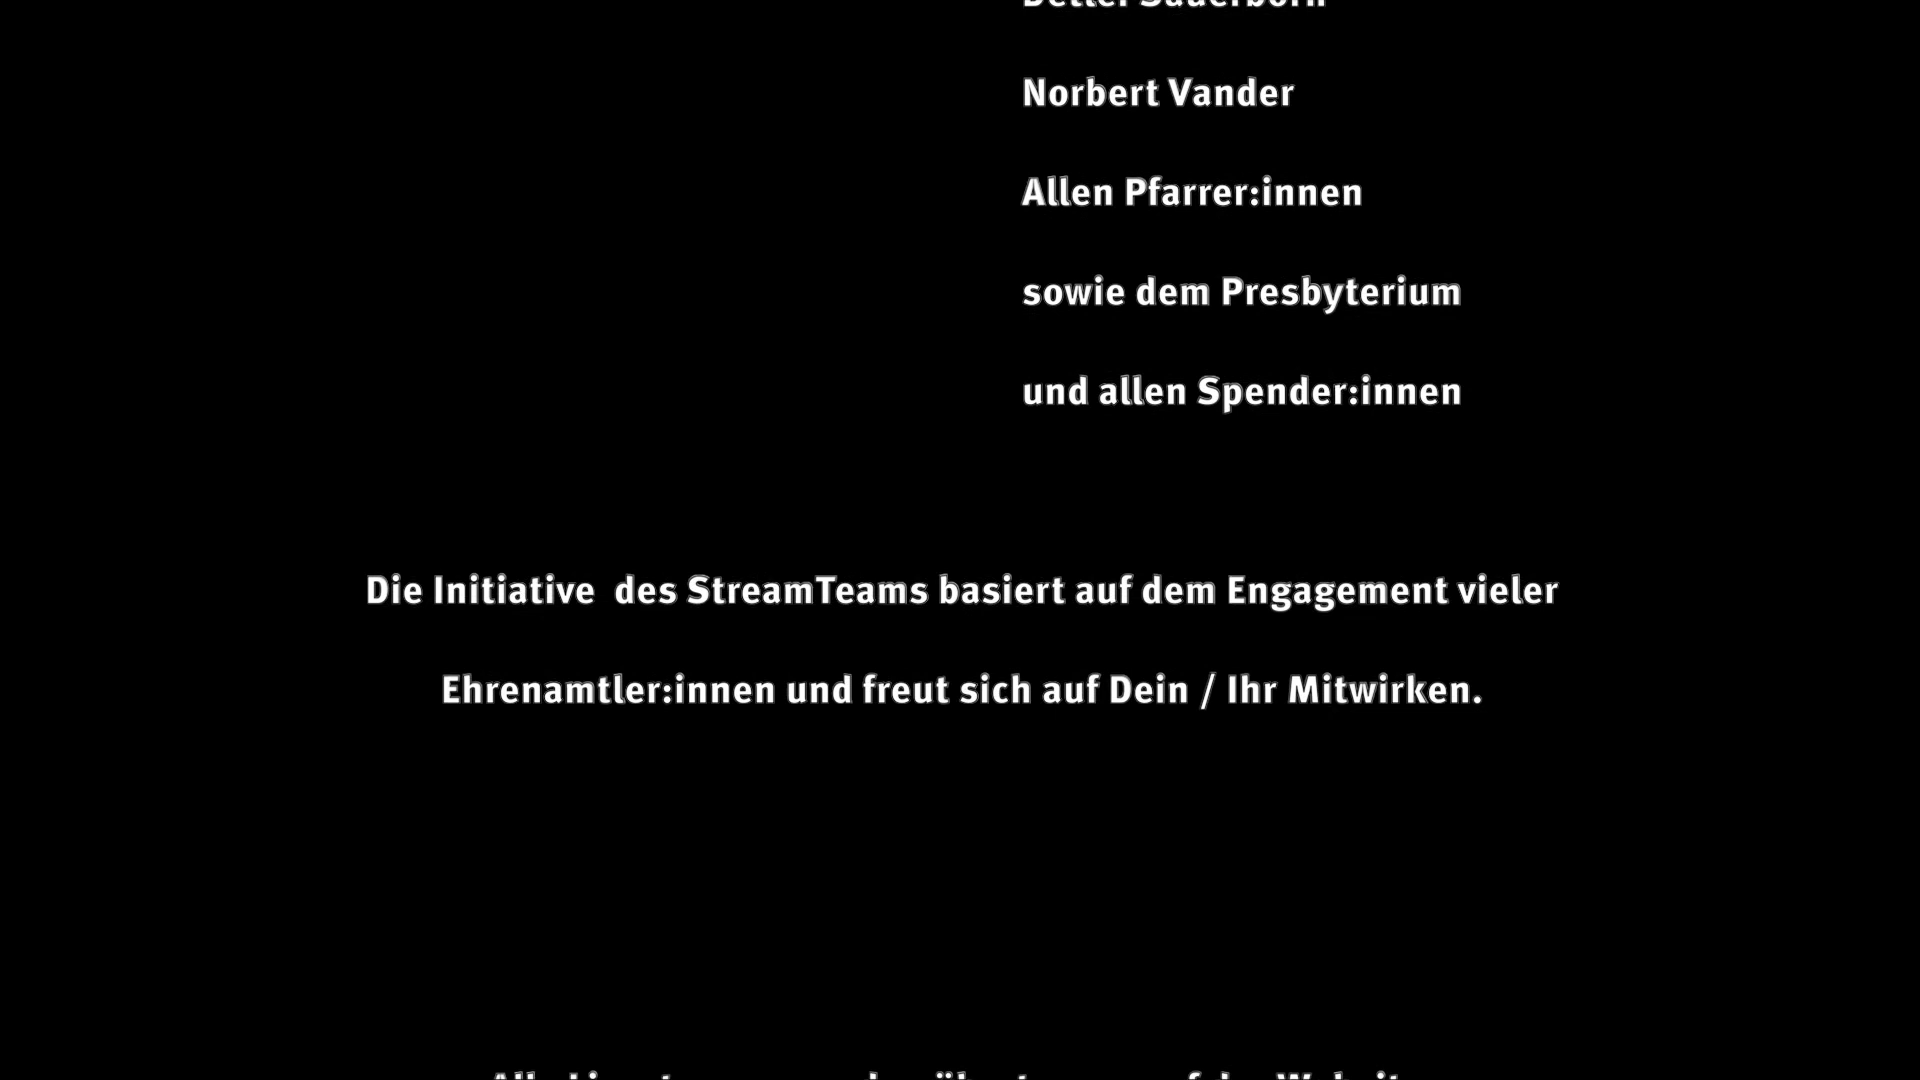 Norbert Vander
Allen Pfarrer:innen
sowie dem Presbyterium
und allen Spender:innen
Die Initiative  des StreamTeams basiert auf dem Engagement vieler
Ehrenamtler:innen und freut sich auf Dein / Ihr Mitwirken.